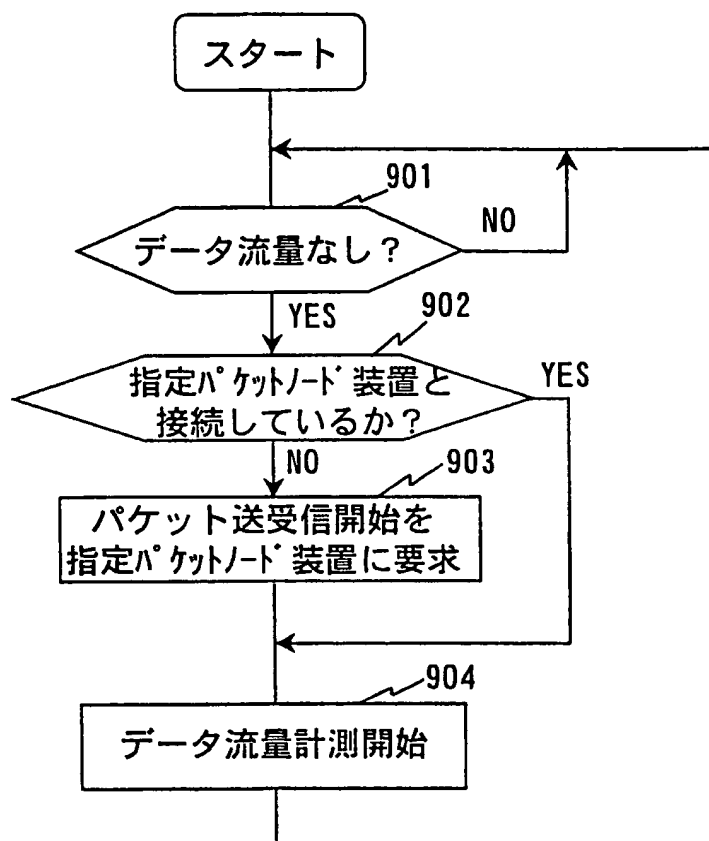 スタート
901
データ流量なし？
NO
YES
902
指定ﾊﾟｹｯﾄﾉｰﾄﾞ装置と
接続しているか？
YES
NO
903
パケット送受信開始を
指定ﾊﾟｹｯﾄﾉｰﾄﾞ装置に要求
904
データ流量計測開始